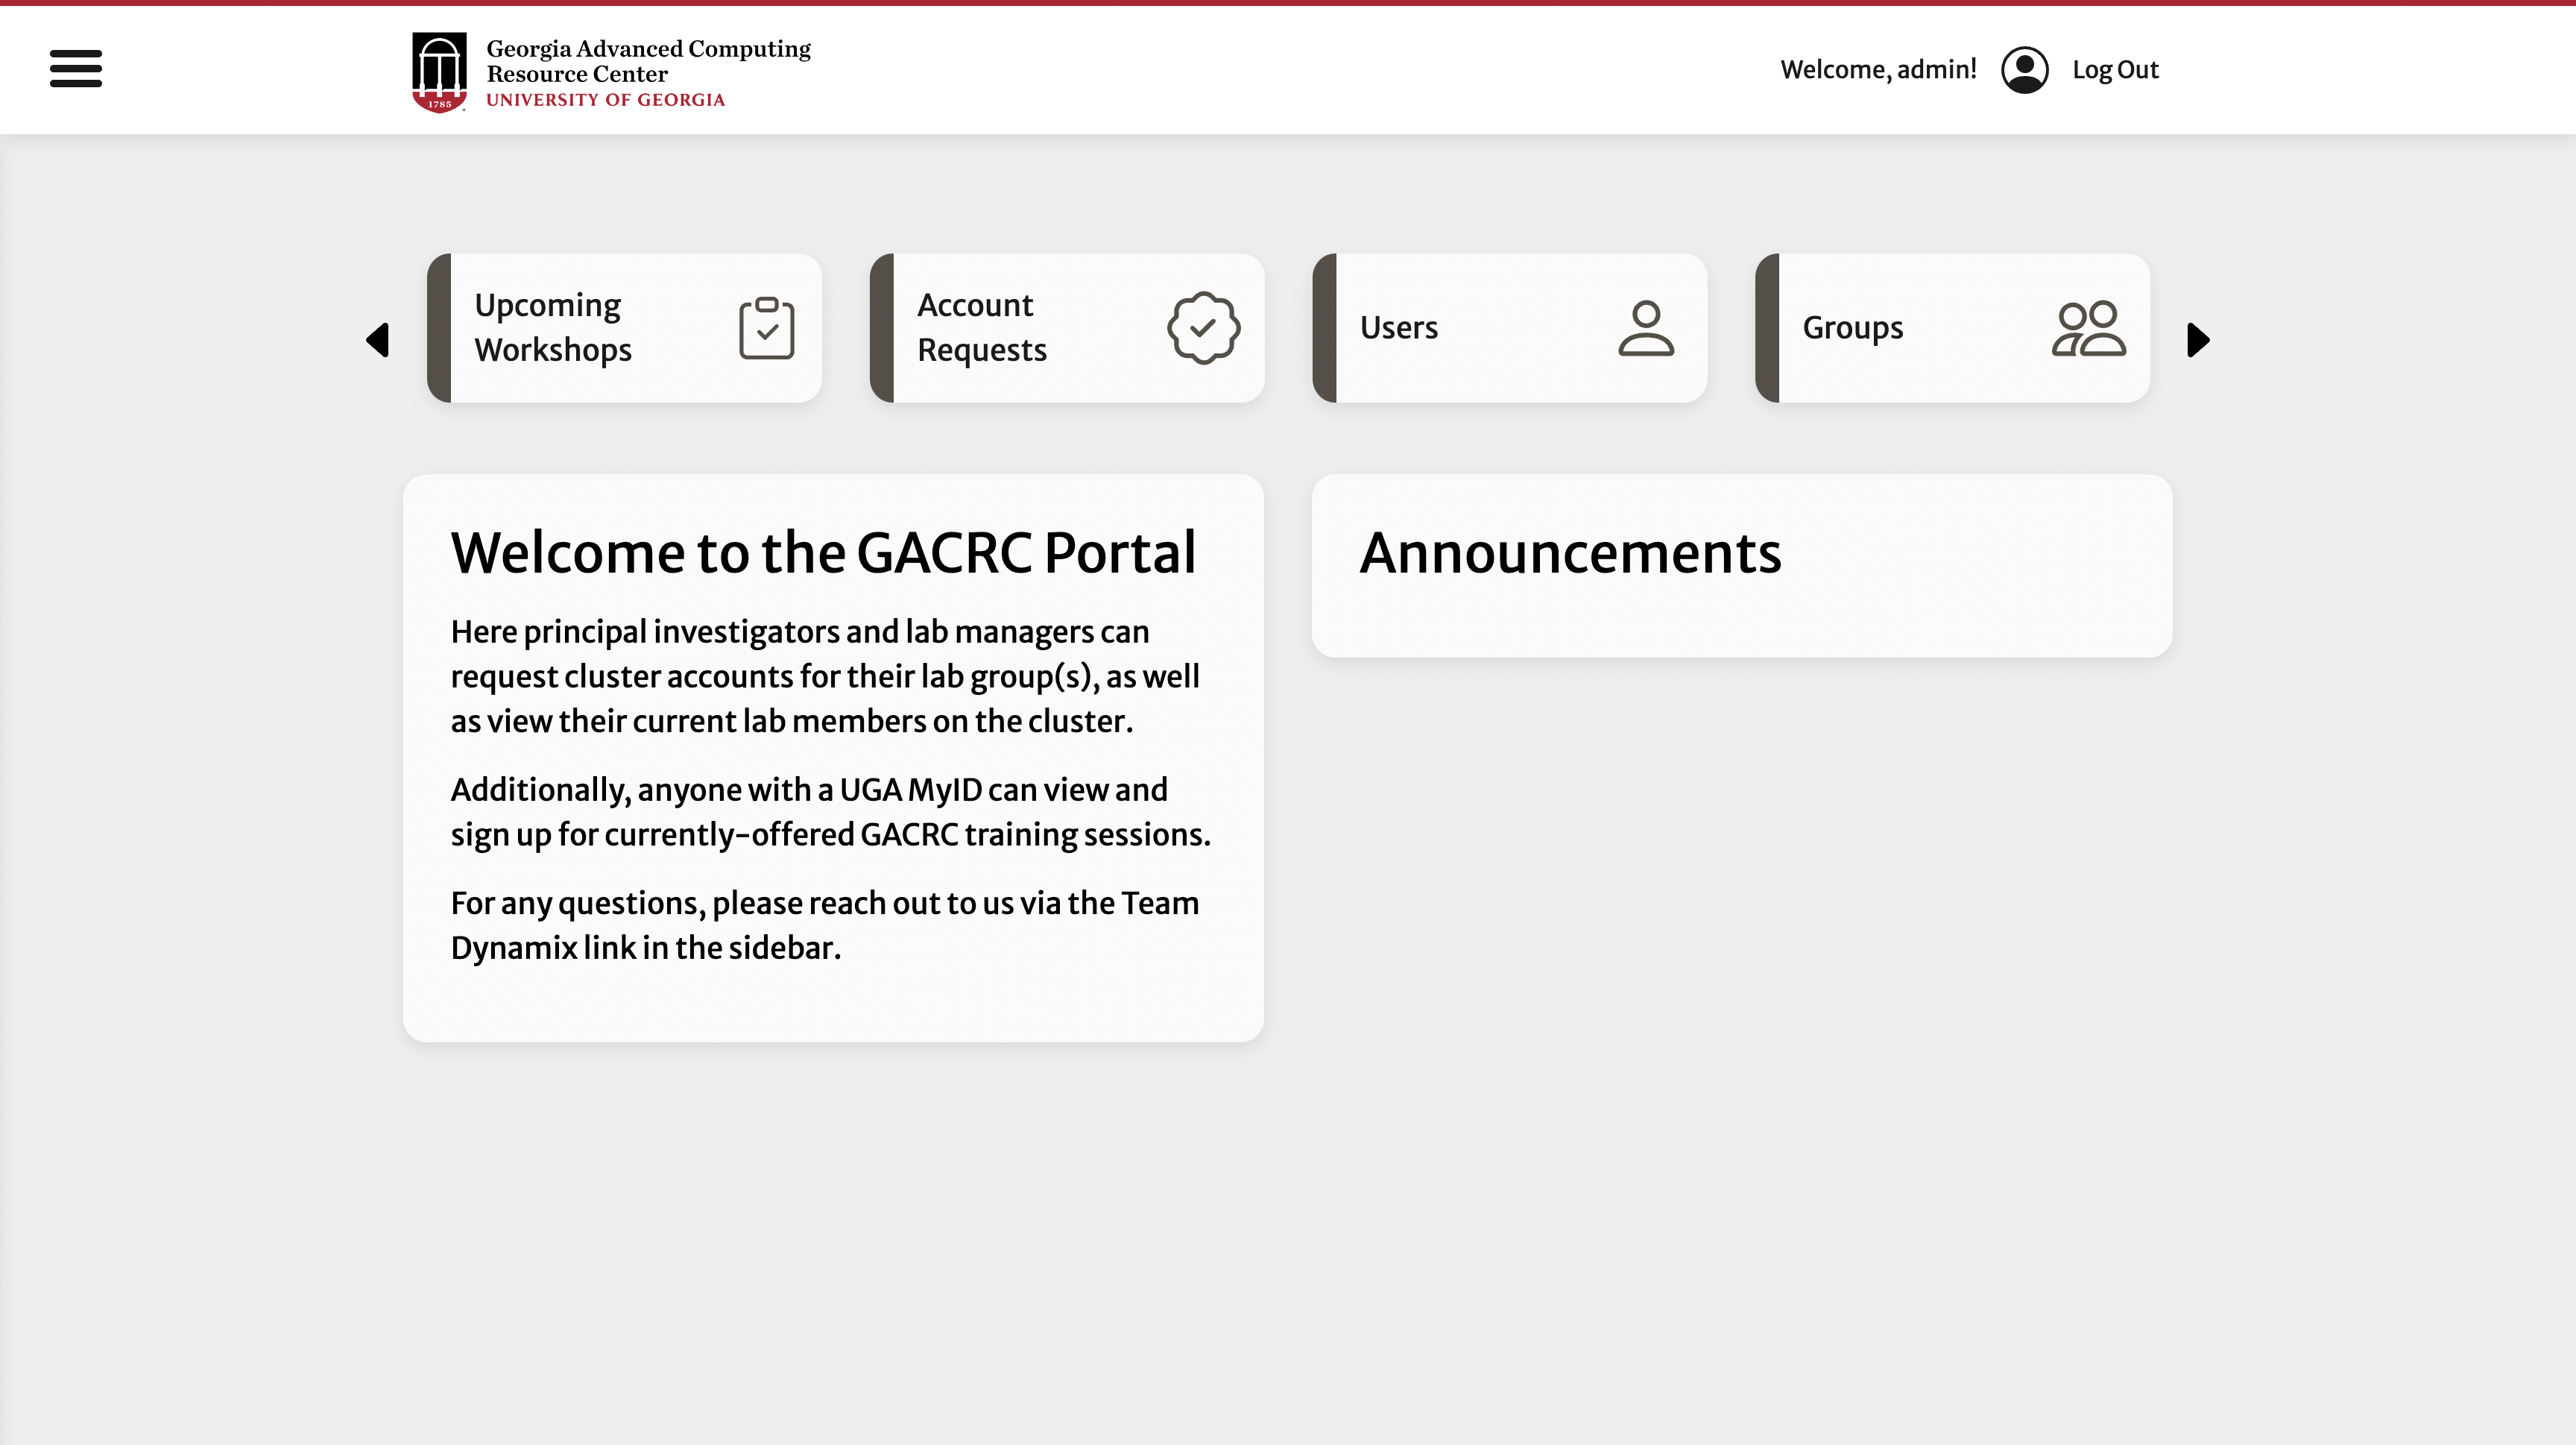 Georgia Advanced Computing
Resource Center
UNIVERSITY OF GEORGIA
1785
Welcome, admin!
Log Out
Upcoming
Workshops
Account
Requests
Users
Groups
Welcome to the GACRC Portal
Here principal investigators and lab managers can
request cluster accounts for their lab group(s), as well
as view their current lab members on the cluster.
Additionally, anyone with a UGA MyID can view and
sign up for currently-offered GACRC training sessions.
For any questions, please reach out to us via the Team
Dynamix link in the sidebar.
Announcements